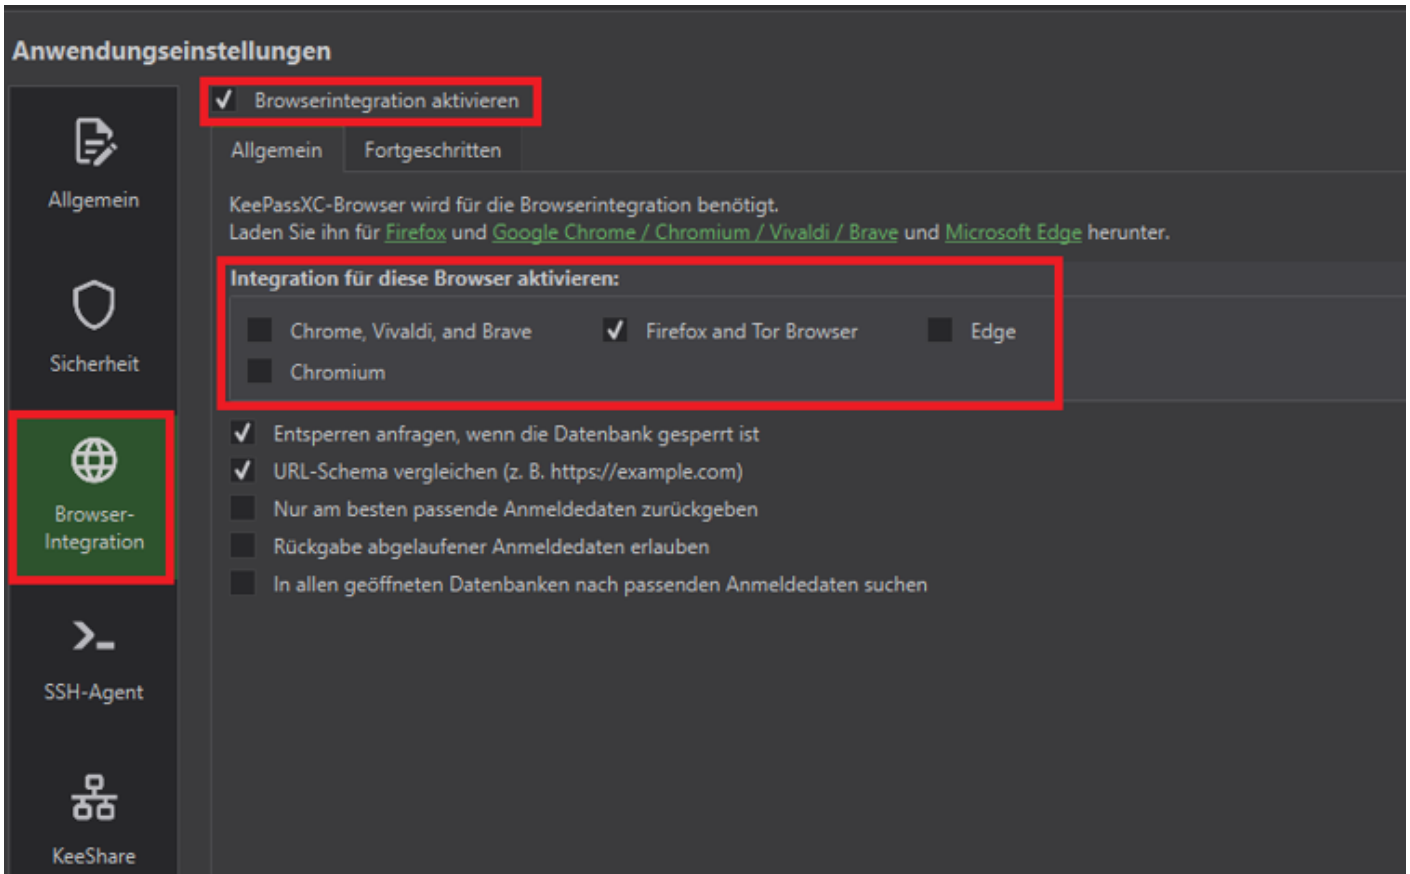 Anwendungseinstellungen
Allgemein
Sicherheit
Browser-
Integration
SSH-Agent
KeeShare
Browserintegration aktivieren
Allgemein Fortgeschritten
KeePassXC-Browser wird für die Browserintegration benötigt.
Laden Sie ihn für Firefox und Google Chrome / Chromium / Vivaldi / Brave und Microsoft Edge herunter.
Integration für diese Browser aktivieren:
Chrome, Vivaldi, and Brave Firefox and Tor Browser Edge
Chromium
Entsperren anfragen, wenn die Datenbank gesperrt ist
URL-Schema vergleichen (z. B. https://example.com)
Nur am besten passende Anmeldedaten zurückgeben
Rückgabe abgelaufener Anmeldedaten erlauben
In allen geöffneten Datenbanken nach passenden Anmeldedaten suchen